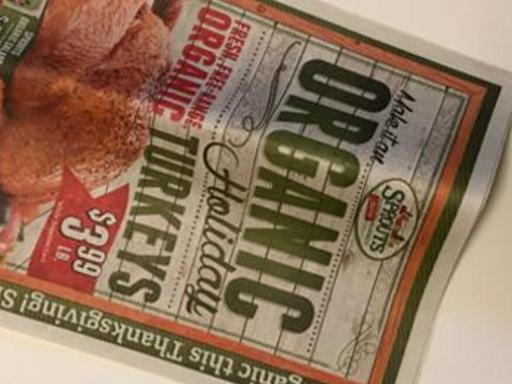 Make it an
SPROUTS
ORGANIC
Holiday
FRESH, FREE-RANGE
ORGANIC
TURKEYS
$3.99
LB.
ganic this Thanksgiving!